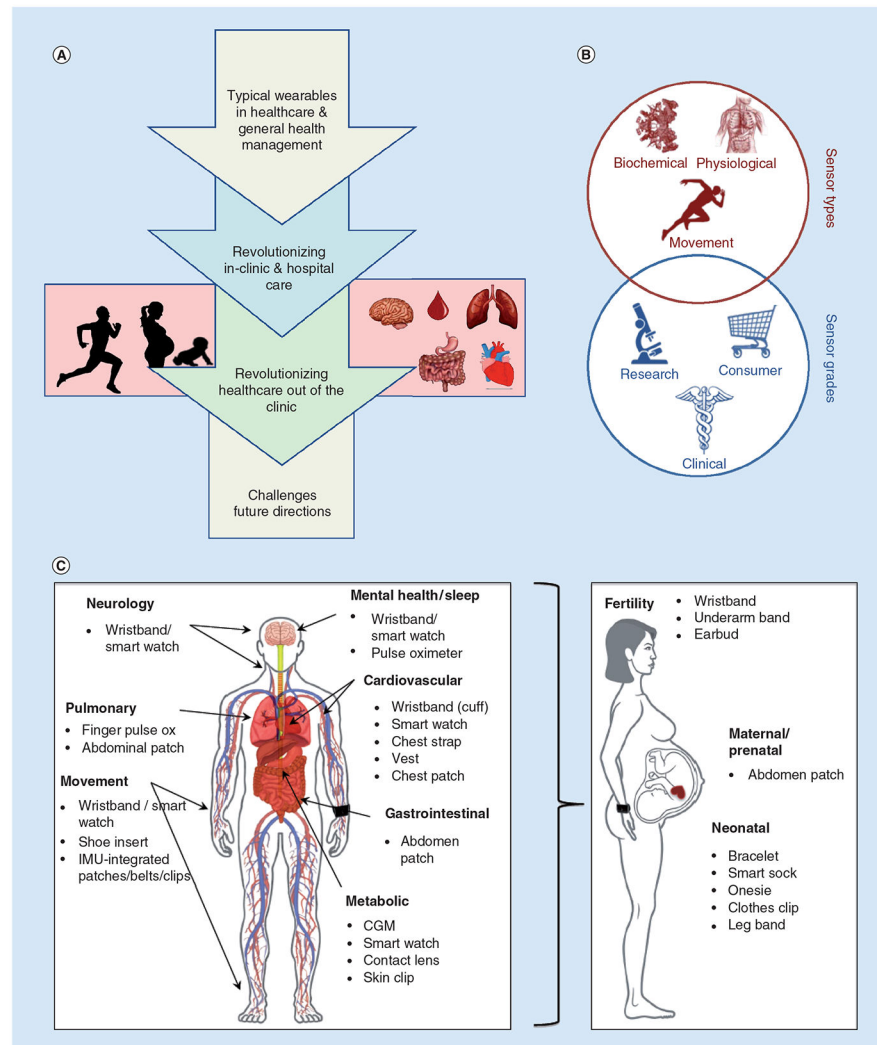 A
Typical wearables
in healthcare &
general health
management
Revolutionizing
in-clinic & hospital
care
Revolutionizing
healthcare out of the
clinic
Challenges
future directions
B
Biochemical
Physiological
Movement
Sensor types
Research
Consumer
Clinical
Sensor grades
C
Neurology
• Wristband/
smart watch
Mental health/sleep
• Wristband/
smart watch
• Pulse oximeter
Pulmonary
• Finger pulse ox
• Abdominal patch
Cardiovascular
• Wristband (cuff)
• Smart watch
• Chest strap
• Vest
• Chest patch
Movement
• Wristband / smart
watch
• Shoe insert
• IMU-integrated
patches/belts/clips
Gastrointestinal
• Abdomen
patch
Metabolic
• CGM
• Smart watch
• Contact lens
• Skin clip
Fertility
• Wristband
• Underarm band
• Earbud
Maternal/
prenatal
• Abdomen patch
Neonatal
• Bracelet
• Smart sock
• Onesie
• Clothes clip
• Leg band